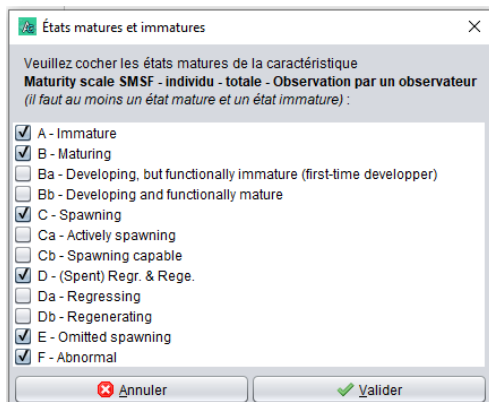 États matures et immatures
Veuillez cocher les états matures de la caractéristique
Maturity scale SMSF - individu - totale - Observation par un observateur
(il faut au moins un état mature et un état immature) :
A - Immature
B - Maturing
Ba - Developing, but functionally immature (first-time developper)
Bb - Developing and functionally mature
C - Spawning
Ca - Actively spawning
Cb - Spawning capable
D - (Spent) Regr. & Rege.
Da - Regressing
Db - Regenerating
E - Omitted spawning
F - Abnormal
Annuler
Valider